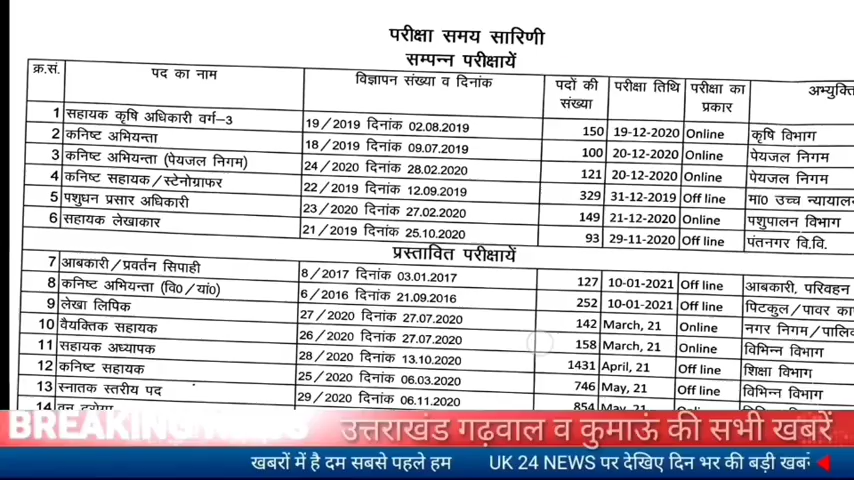 परीक्षा समय सारिणी
सम्पन्न परीक्षायें
क्र.सं. पद का नाम विज्ञापन संख्या व दिनांक पदों की संख्या परीक्षा तिथि परीक्षा का प्रकार
1 सहायक कृषि अधिकारी वर्ग-3 19/2019 दिनांक 02.08.2019 150 19-12-2020 Online कृषि विभाग
2 कनिष्ट अभियन्ता 18/2019 दिनांक 09.07.2019 100 20-12-2020 Online पेयजल निगम
3 कनिष्ट अभियन्ता (पेयजल निगम) 24/2020 दिनांक 28.02.2020 121 20-12-2020 Online पेयजल निगम
4 कनिष्ट सहायक/स्टेनोग्राफर 22/2019 दिनांक 12.09.2019 329 31-12-2019 Off line मा0 उच्च
5 पशुधन प्रसार अधिकारी 23/2020 दिनांक 27.02.2020 149 21-12-2020 Online पशुपालन विभाग
6 सहायक लेखाकार 21/2019 दिनांक 25.10.2020 93 29-11-2020 Off line पंतनगर वि.वि.
प्रस्तावित परीक्षायें
7 आबकारी/प्रवर्तन सिपाही 8/2017 दिनांक 03.01.2017 127 10-01-2021 Off line आबकारी, परिवहन
8 कनिष्ट अभियन्ता (वि0/यां0) 6/2016 दिनांक 21.09.2016 252 10-01-2021 Off line पिटकुल/पावर
9 लेखा लिपिक 27/2020 दिनांक 27.07.2020 142 March, 21 Online नगर निगम/
10 वैयक्तिक सहायक 26/2020 दिनांक 27.07.2020 158 March, 21 Online विभिन्न विभाग
11 सहायक अध्यापक 28/2020 दिनांक 13.10.2020 1431 April, 21 Off line शिक्षा विभाग
12 कनिष्ट सहायक 25/2020 दिनांक 06.03.2020 746 May, 21 Off line विभिन्न विभाग
13 स्नातक स्तरीय पद 29/2020 दिनांक 06.11.2020 854 May, 21
14
BREAKING NEWS उत्तराखंड गढ़वाल व कुमाऊं की सभी खबरें
खबरों में है दम सबसे पहले हम UK 24 NEWS पर देखिए दिन भर की बड़ी